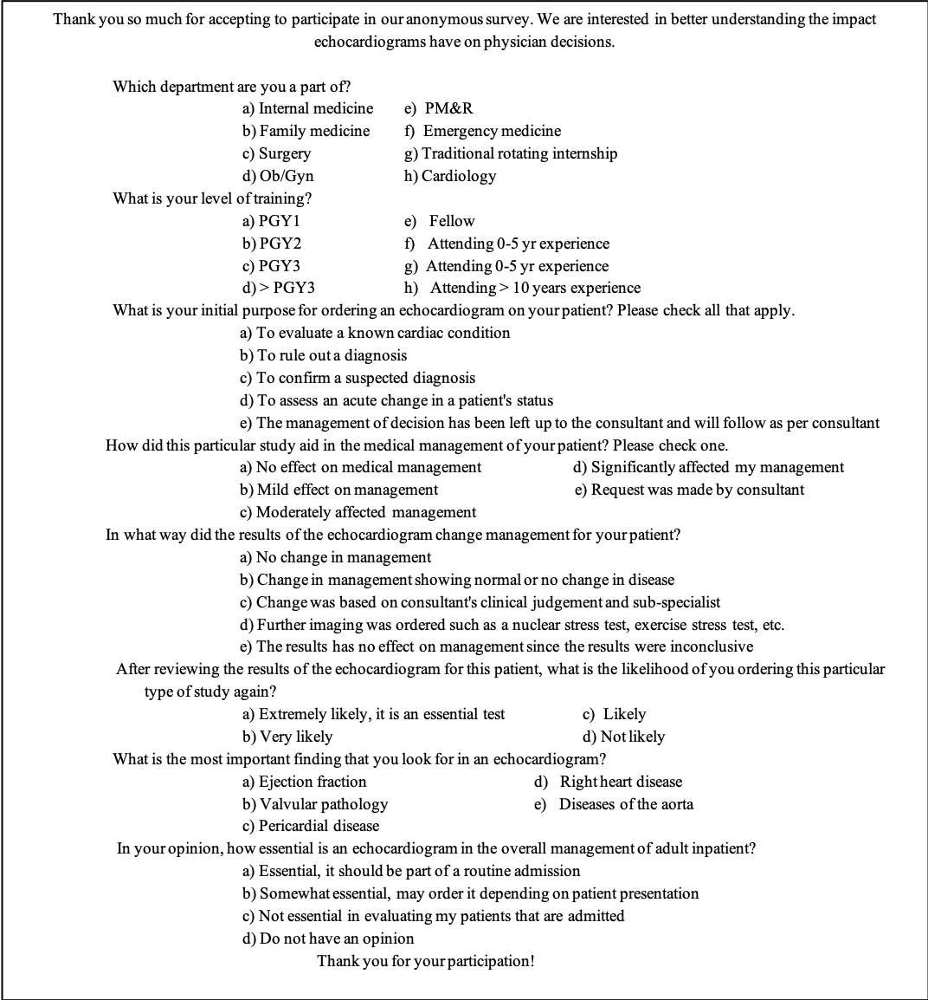 Thank you so much for accepting to participate in our anonymous survey. We are interested in better understanding the impact
echocardiograms have on physician decisions.
Which department are you a part of?
a) Internal medicine e) PM&R
b) Family medicine f) Emergency medicine
c) Surgery g) Traditional rotating internship
d) Ob/Gyn h) Cardiology
What is your level of training?
a) PGY1 e) Fellow
b) PGY2 f) Attending 0-5 yr experience
c) PGY3 g) Attending 0-5 yr experience
d) > PGY3 h) Attending > 10 years experience
What is your initial purpose for ordering an echocardiogram on your patient? Please check all that apply.
a) To evaluate a known cardiac condition
b) To rule out a diagnosis
c) To confirm a suspected diagnosis
d) To assess an acute change in a patient's status
e) The management of decision has been left up to the consultant and will follow as per consultant
How did this particular study aid in the medical management of your patient? Please check one.
a) No effect on medical management d) Significantly affected my management
b) Mild effect on management e) Request was made by consultant
c) Moderately affected management
In what way did the results of the echocardiogram change management for your patient?
a) No change in management
b) Change in management showing normal or no change in disease
c) Change was based on consultant's clinical judgement and sub-specialist
d) Further imaging was ordered such as a nuclear stress test, exercise stress test, etc.
e) The results has no effect on management since the results were inconclusive
After reviewing the results of the echocardiogram for this patient, what is the likelihood of you ordering this particular
type of study again?
a) Extremely likely, it is an essential test c) Likely
b) Very likely d) Not likely
What is the most important finding that you look for in an echocardiogram?
a) Ejection fraction d) Right heart disease
b) Valvular pathology e) Diseases of the aorta
c) Pericardial disease
In your opinion, how essential is an echocardiogram in the overall management of adult inpatient?
a) Essential, it should be part of a routine admission
b) Somewhat essential, may order it depending on patient presentation
c) Not essential in evaluating my patients that are admitted
d) Do not have an opinion
Thank you for your participation!